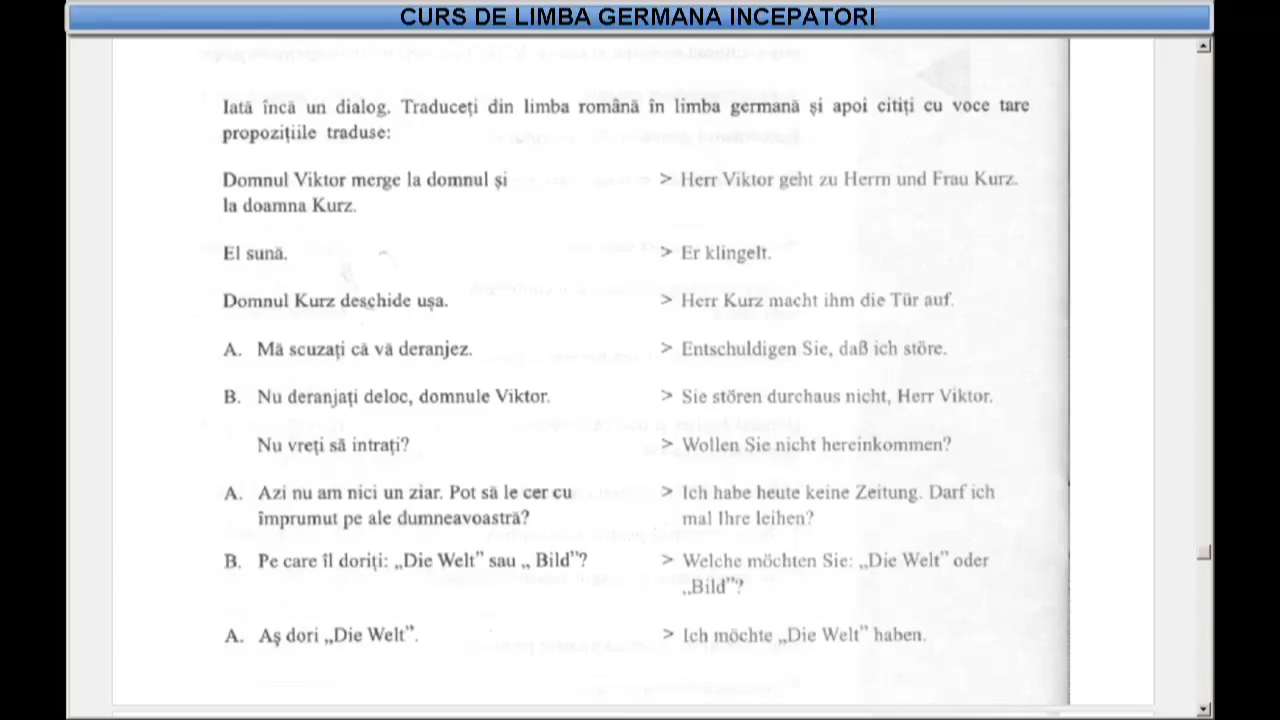 CURS DE LIMBA GERMANA INCEPATORI
Iată încă un dialog. Traduceți din limba română în limba germană și apoi citiți cu voce tare
propozițiile traduse:
Domnul Viktor merge la domnul și > Herr Viktor geht zu Herrn und Frau Kurz.
la doamna Kurz.
El sună. > Er klingelt.
Domnul Kurz deschide ușa. > Herr Kurz macht ihm die Tür auf.
A. Mă scuzați că vă deranjez. > Entschuldigen Sie, daß ich störe.
B. Nu deranjați deloc, domnule Viktor. > Sie stören durchaus nicht, Herr Viktor.
Nu vreți să intrați? > Wollen Sie nicht hereinkommen?
A. Azi nu am nici un ziar. Pot să le cer cu > Ich habe heute keine Zeitung. Darf ich
împrumut pe ale dumneavoastră? mal Ihre leihen?
B. Pe care îl doriți: „Die Welt” sau „ Bild”? > Welche möchten Sie: „Die Welt” oder
„Bild”?
A. Aș dori „Die Welt”. > Ich möchte „Die Welt” haben.